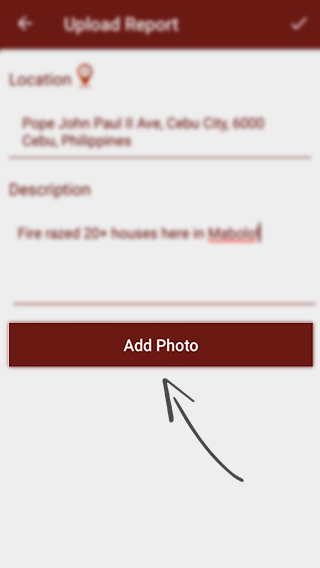 Upload Report
Location
Pope John Paul II Ave, Cebu City, 6000
Cebu, Philippines
Description
Fire razed 20+ houses here in Mabolo!
Add Photo